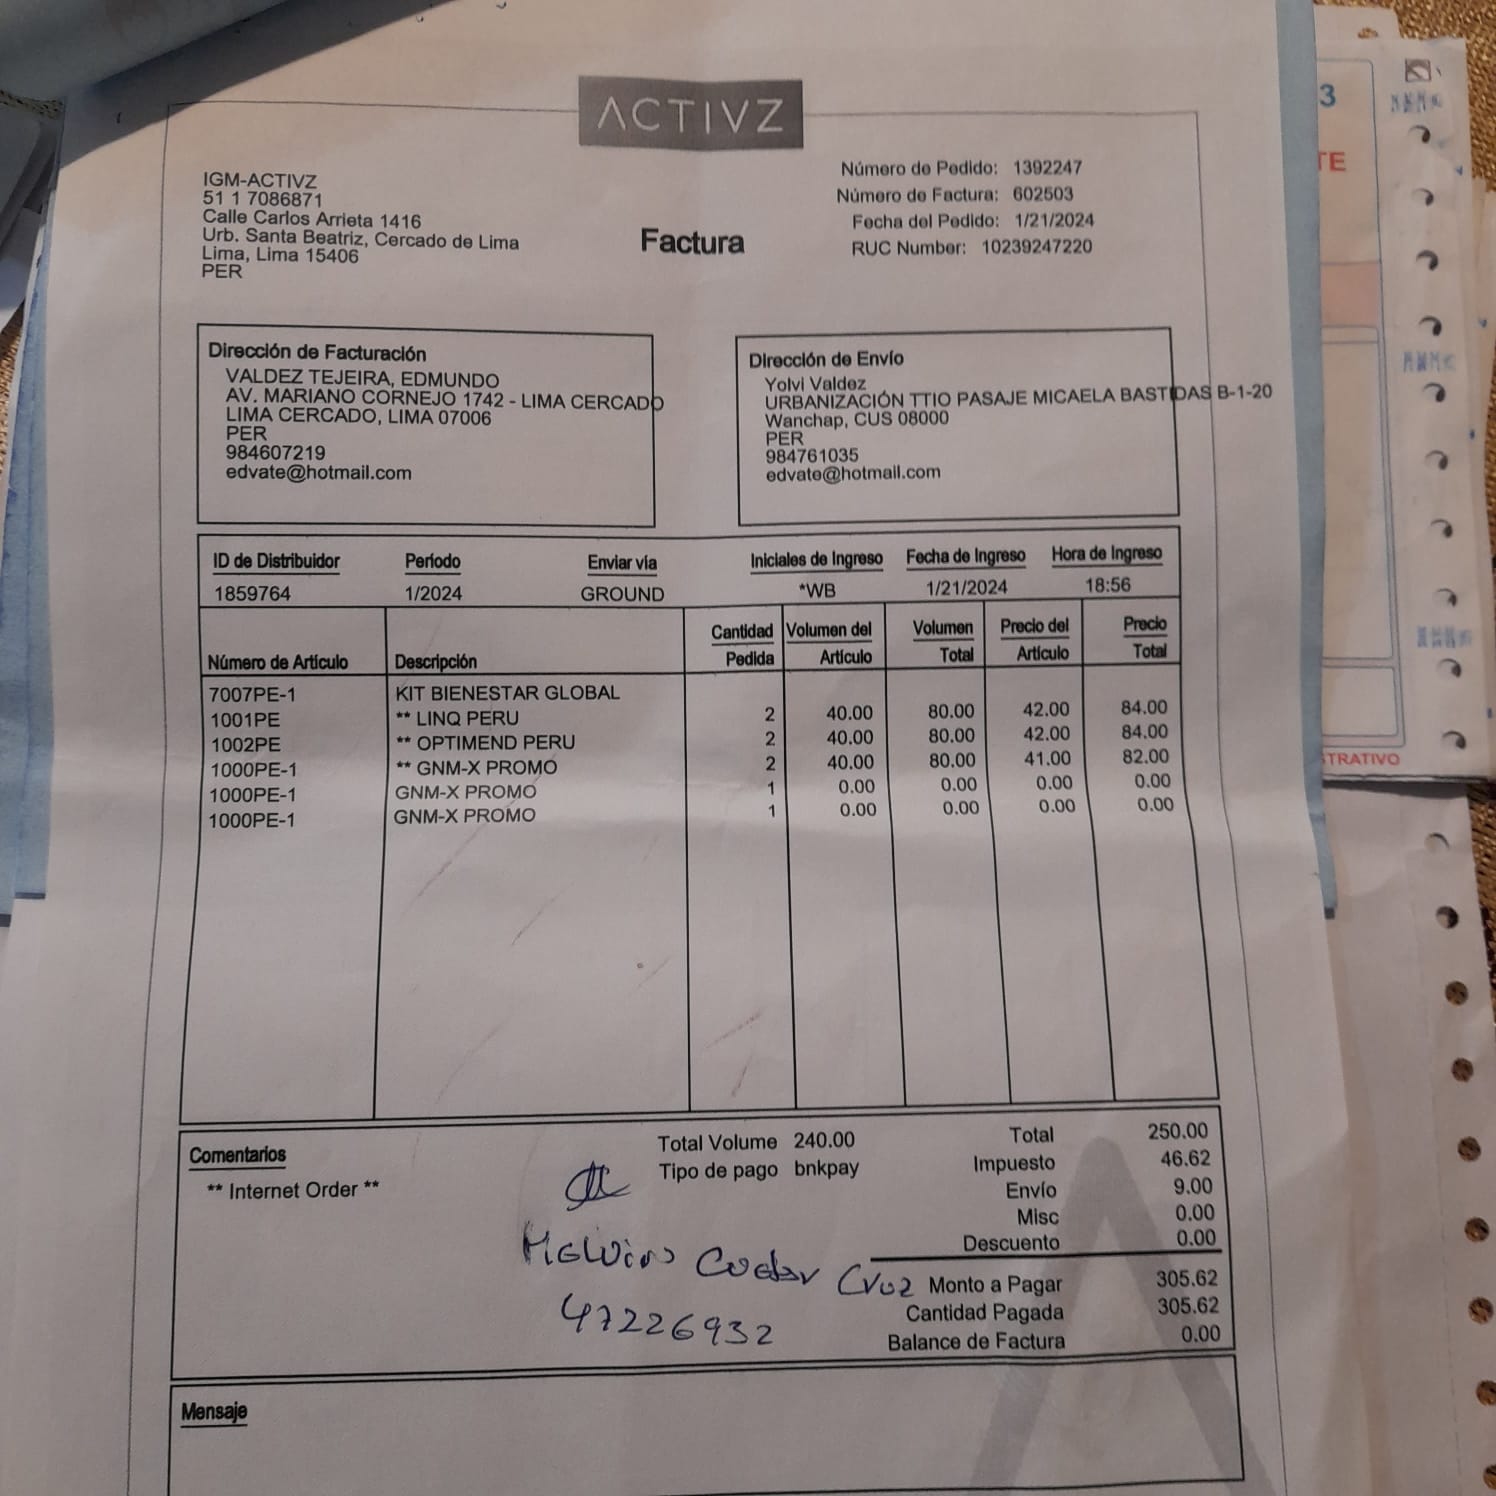 ACTIVZ
IGM-ACTIVZ
51 1 7086871
Calle Carlos Arrieta 1416
Urb. Santa Beatriz, Cercado de Lima
Lima, Lima 15406
PER
Factura
Número de Pedido: 1392247
Número de Factura: 602503
Fecha del Pedido: 1/21/2024
RUC Number: 10239247220
Dirección de Facturación
VALDEZ TEJEIRA, EDMUNDO
AV. MARIANO CORNEJO 1742 - LIMA CERCADO
LIMA CERCADO, LIMA 07006
PER
984607219
edvate@hotmail.com
Dirección de Envío
Yolvi Valdez
URBANIZACIÓN TTIO PASAJE MICAELA BASTIDAS B-1-20
Wanchap, CUS 08000
PER
984761035
edvate@hotmail.com
ID de Distribuidor Período Enviar vía Iniciales de Ingreso Fecha de Ingreso Hora de Ingreso
1859764 1/2024 GROUND *WB 1/21/2024 18:56
Número de Artículo Descripción Cantidad Pedida Volumen del Artículo Volumen Total Precio del Artículo Precio Total
7007PE-1 KIT BIENESTAR GLOBAL
1001PE ** LINQ PERU 2 40.00 80.00 42.00 84.00
1002PE ** OPTIMEND PERU 2 40.00 80.00 42.00 84.00
1000PE-1 ** GNM-X PROMO 2 40.00 80.00 41.00 82.00
1000PE-1 GNM-X PROMO 1 0.00 0.00 0.00 0.00
1000PE-1 GNM-X PROMO 1 0.00 0.00 0.00 0.00
Comentarios
** Internet Order **
Total Volume 240.00
Tipo de pago bnkpay
Total 250.00
Impuesto 46.62
Envío 9.00
Misc 0.00
Descuento 0.00
Monto a Pagar 305.62
Cantidad Pagada 305.62
Balance de Factura 0.00
Cruz
47226932
Mensaje
3
TE
STRATIVO